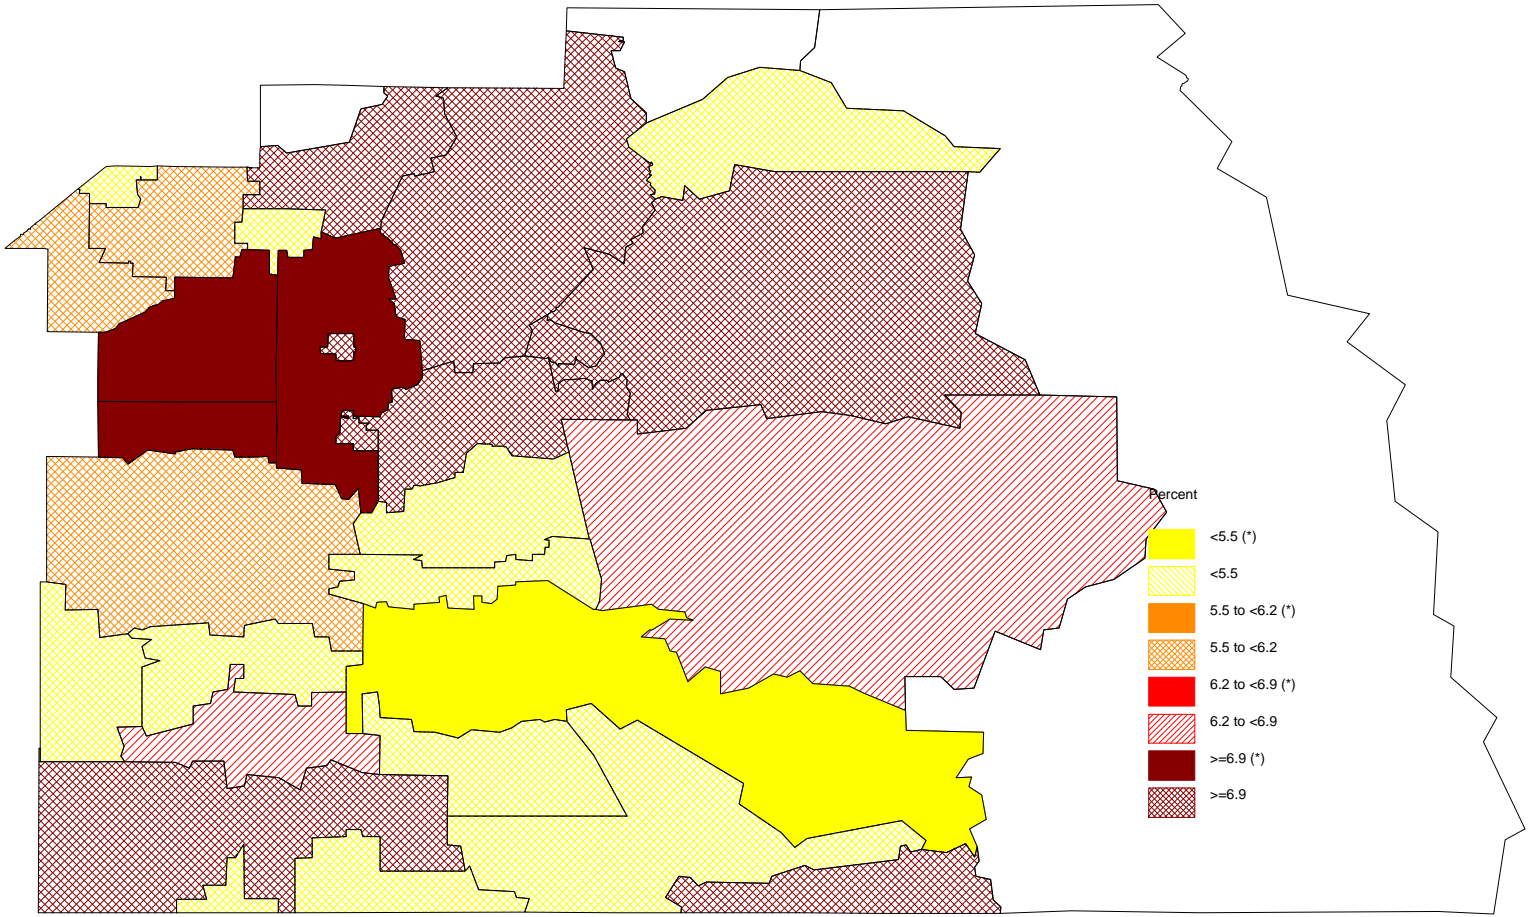 Percent
<5.5 (*)
<5.5
5.5 to <6.2 (*)
5.5 to <6.2
6.2 to <6.9 (*)
6.2 to <6.9
>=6.9 (*)
>=6.9